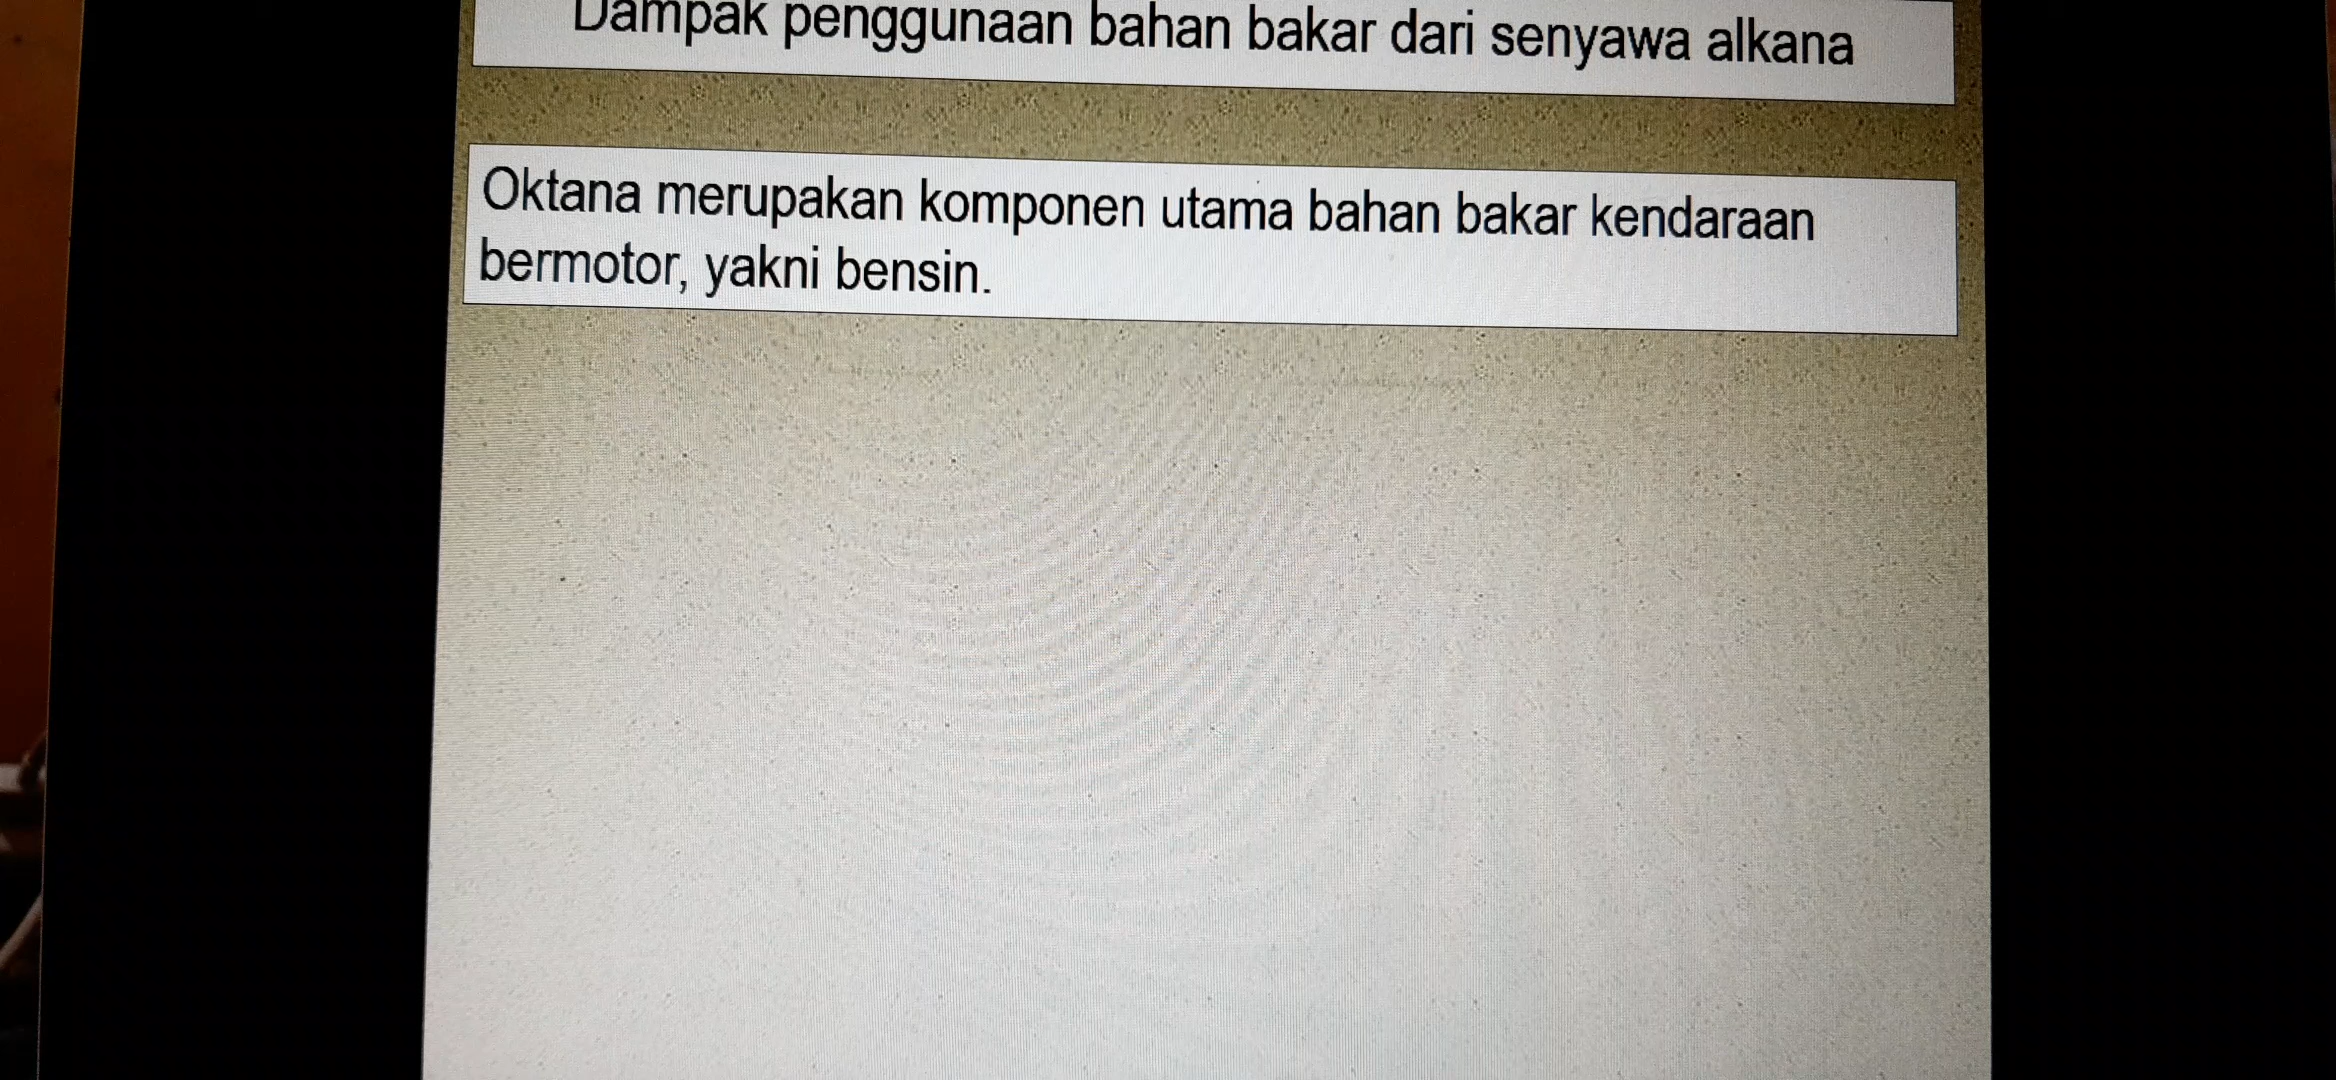 Dampak penggunaan bahan bakar dari senyawa alkana
Oktana merupakan komponen utama bahan bakar kendaraan
bermotor, yakni bensin.